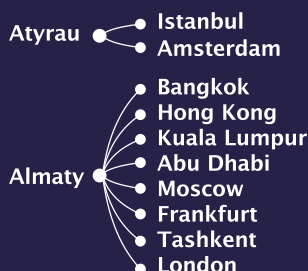 Atyrau
Istanbul
Amsterdam
Almaty
Bangkok
Hong Kong
Kuala Lumpur
Abu Dhabi
Moscow
Frankfurt
Tashkent
London